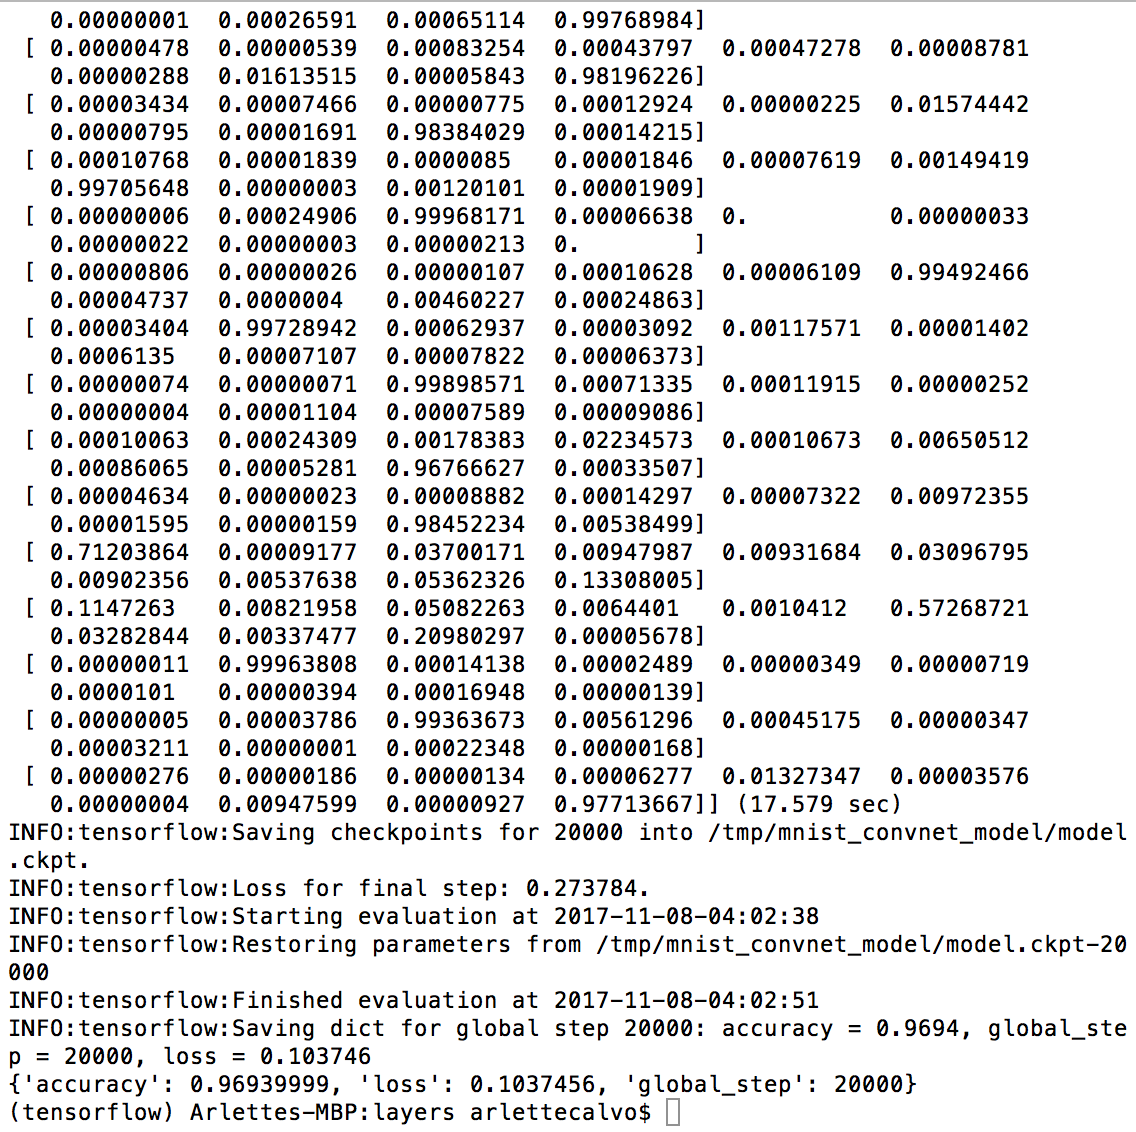 0.00000001 0.00026591 0.00065114 0.99768984]
[ 0.00000478 0.00000539 0.00083254 0.00043797 0.00047278 0.00008781
0.00000288 0.01613515 0.00005843 0.98196226]
[ 0.00003434 0.00007466 0.00000775 0.00012924 0.00000225 0.01574442
0.00000795 0.00001691 0.98384029 0.00014215]
[ 0.00010768 0.00001839 0.0000085 0.00001846 0.00007619 0.00149419
0.99705648 0.00000003 0.00120101 0.00001909]
[ 0.00000006 0.00024906 0.99968171 0.00006638 0. 0.00000033
0.00000022 0.00000003 0.00000213 0. ]
[ 0.00000806 0.00000026 0.00000107 0.00010628 0.00006109 0.99492466
0.00004737 0.0000004 0.00460227 0.00024863]
[ 0.00003404 0.99728942 0.00062937 0.00003092 0.00117571 0.00001402
0.0006135 0.00007107 0.00007822 0.00006373]
[ 0.00000074 0.00000071 0.99898571 0.00071335 0.00011915 0.00000252
0.00000004 0.00001104 0.00007589 0.00009086]
[ 0.00010063 0.00024309 0.00178383 0.02234573 0.00010673 0.00650512
0.00086065 0.00005281 0.96766627 0.00033507]
[ 0.00004634 0.00000023 0.00008882 0.00014297 0.00007322 0.00972355
0.00001595 0.00000159 0.98452234 0.00538499]
[ 0.71203864 0.00009177 0.03700171 0.00947987 0.00931684 0.03096795
0.00902356 0.00537638 0.05362326 0.13308005]
[ 0.1147263 0.00821958 0.05082263 0.0064401 0.0010412 0.57268721
0.03282844 0.00337477 0.20980297 0.00005678]
[ 0.00000011 0.99963808 0.00014138 0.00002489 0.00000349 0.00000719
0.0000101 0.00000394 0.00016948 0.00000139]
[ 0.00000005 0.00003786 0.99363673 0.00561296 0.00045175 0.00000347
0.00003211 0.00000001 0.00022348 0.00000168]
[ 0.00000276 0.00000186 0.00000134 0.00006277 0.01327347 0.00003576
0.00000004 0.00947599 0.00000927 0.97713667]] (17.579 sec)
INFO:tensorflow:Saving checkpoints for 20000 into /tmp/mnist_convnet_model/model
.ckpt.
INFO:tensorflow:Loss for final step: 0.273784.
INFO:tensorflow:Starting evaluation at 2017-11-08-04:02:38
INFO:tensorflow:Restoring parameters from /tmp/mnist_convnet_model/model.ckpt-20
000
INFO:tensorflow:Finished evaluation at 2017-11-08-04:02:51
INFO:tensorflow:Saving dict for global step 20000: accuracy = 0.9694, global_ste
p = 20000, loss = 0.103746
{'accuracy': 0.96939999, 'loss': 0.1037456, 'global_step': 20000}
(tensorflow) Arlettes-MBP:layers arlettecalvo$